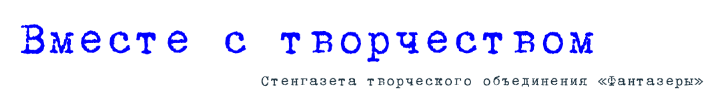 Вместе с творчеством
Стенгазета творческого объединения «Фантазеры»